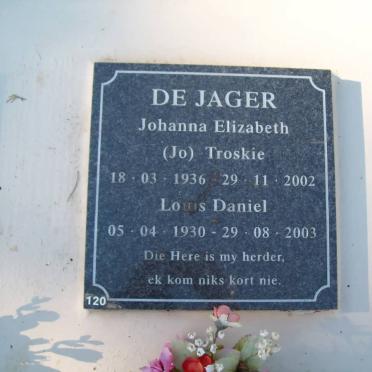 DE JAGER
Johanna Elizabeth
(Jo) Troskie
18 · 03 · 1936 - 29 · 11 · 2002
Louis Daniel
05 · 04 · 1930 - 29 · 08 · 2003
Die Here is my herder,
ek kom niks kort nie.
120